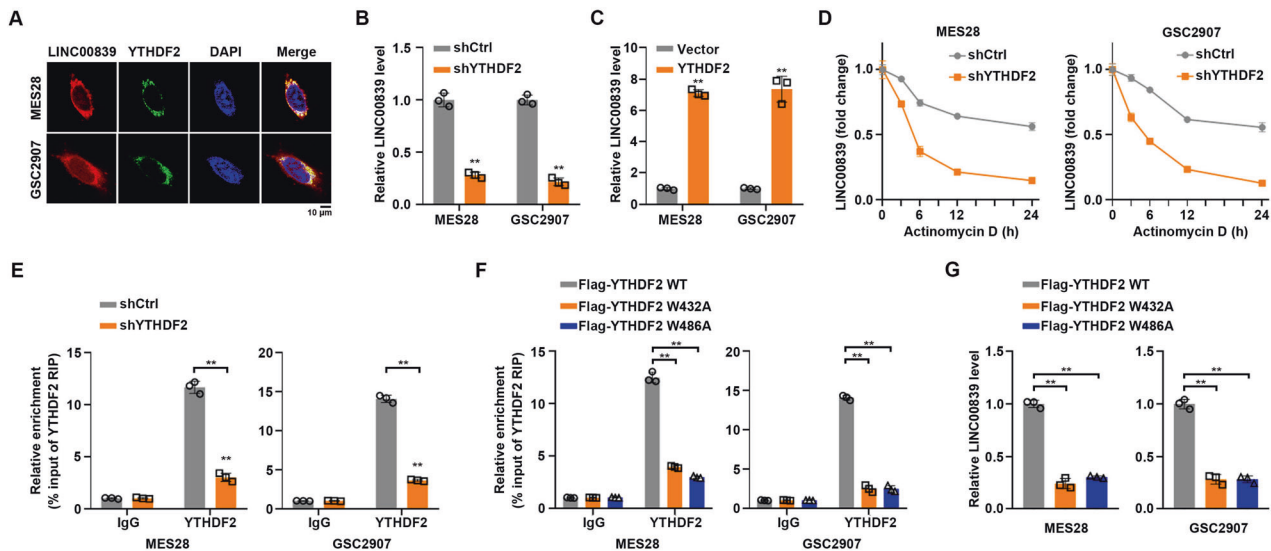 A
LINC00839 YTHDF2 DAPI Merge
MES28
GSC2907
10 μm
B
shCtrl
shYTHDF2
Relative LINC00839 level
1.5
1.0
0.5
0.0
** **
MES28 GSC2907
C
Vector
YTHDF2
Relative LINC00839 level
10
8
6
4
2
0
** **
MES28 GSC2907
D
MES28
shCtrl
shYTHDF2
LINC00839 (fold change)
1.0
0.5
0.0
0 6 12 18 24
Actinomycin D (h)
GSC2907
shCtrl
shYTHDF2
LINC00839 (fold change)
1.0
0.5
0.0
0 6 12 18 24
Actinomycin D (h)
E
shCtrl
shYTHDF2
Relative enrichment
(% input of YTHDF2 RIP)
15
10
5
0
**
**
IgG YTHDF2
MES28
20
15
10
5
0
**
**
IgG YTHDF2
GSC2907
F
Flag-YTHDF2 WT
Flag-YTHDF2 W432A
Flag-YTHDF2 W486A
Relative enrichment
(% input of YTHDF2 RIP)
15
10
5
0
**
**
IgG YTHDF2
MES28
20
15
10
5
0
**
**
IgG YTHDF2
GSC2907
G
Flag-YTHDF2 WT
Flag-YTHDF2 W432A
Flag-YTHDF2 W486A
Relative LINC00839 level
1.5
1.0
0.5
0.0
**
**
MES28
1.5
1.0
0.5
0.0
**
**
GSC2907